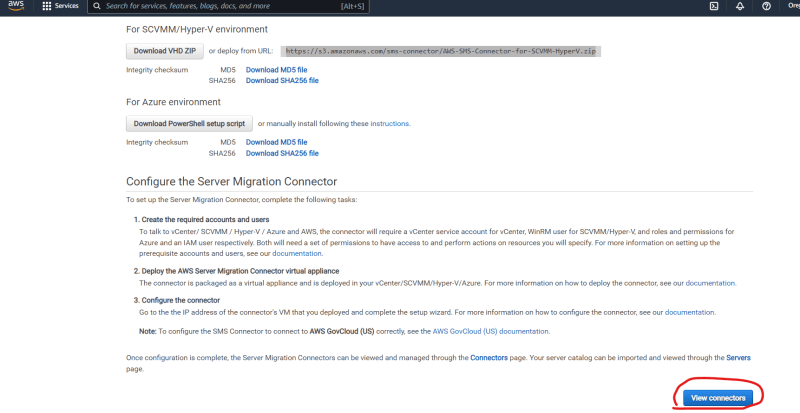 aws
Services
Search for services, features, blogs, docs, and more
[Alt+S]
Oreg
For SCVMM/Hyper-V environment
Download VHD ZIP or deploy from URL: https://s3.amazonaws.com/sms-connector/AWS-SMS-Connector-for-SCVMM-HyperV.zip
Integrity checksum MD5 Download MD5 file
SHA256 Download SHA256 file
For Azure environment
Download PowerShell setup script or manually install following these instructions.
Integrity checksum MD5 Download MD5 file
SHA256 Download SHA256 file
Configure the Server Migration Connector
To set up the Server Migration Connector, complete the following tasks:
1. Create the required accounts and users
To talk to vCenter/ SCVMM / Hyper-V / Azure and AWS, the connector will require a vCenter service account for vCenter, WinRM user for SCVMM/Hyper-V, and roles and permissions for
Azure and an IAM user respectively. Both will need a set of permissions to have access to and perform actions on resources you will specify. For more information on setting up the
prerequisite accounts and users, see our documentation.
2. Deploy the AWS Server Migration Connector virtual appliance
The connector is packaged as a virtual appliance and is deployed in your vCenter/SCVMM/Hyper-V/Azure. For more information on how to deploy the connector, see our documentation.
3. Configure the connector
Go to the the IP address of the connector's VM that you deployed and complete the setup wizard. For more information on how to configure the connector, see our documentation.
Note: To configure the SMS Connector to connect to AWS GovCloud (US) correctly, see the AWS GovCloud (US) documentation.
Once configuration is complete, the Server Migration Connectors can be viewed and managed through the Connectors page. Your server catalog can be imported and viewed through the Servers
page.
View connectors